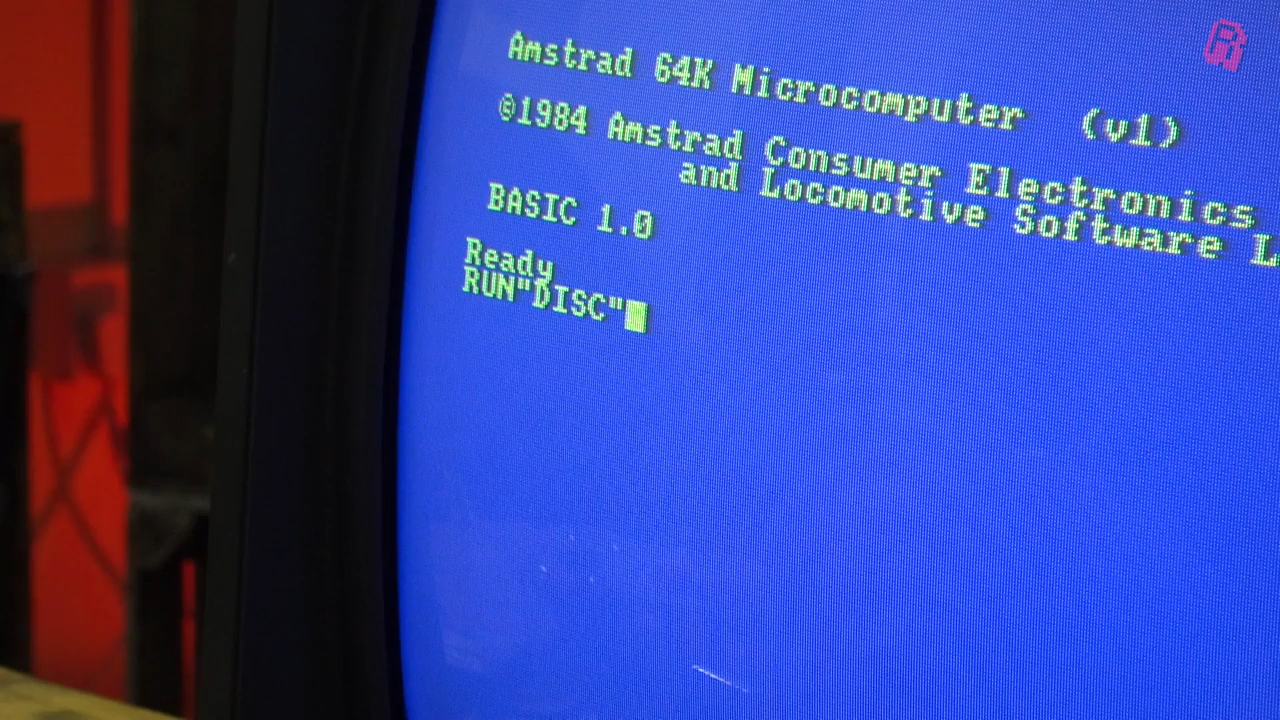 Amstrad 64K Microcomputer (v1)
©1984 Amstrad Consumer Electronics
and Locomotive Software
BASIC 1.0
Ready
RUN"DISC"